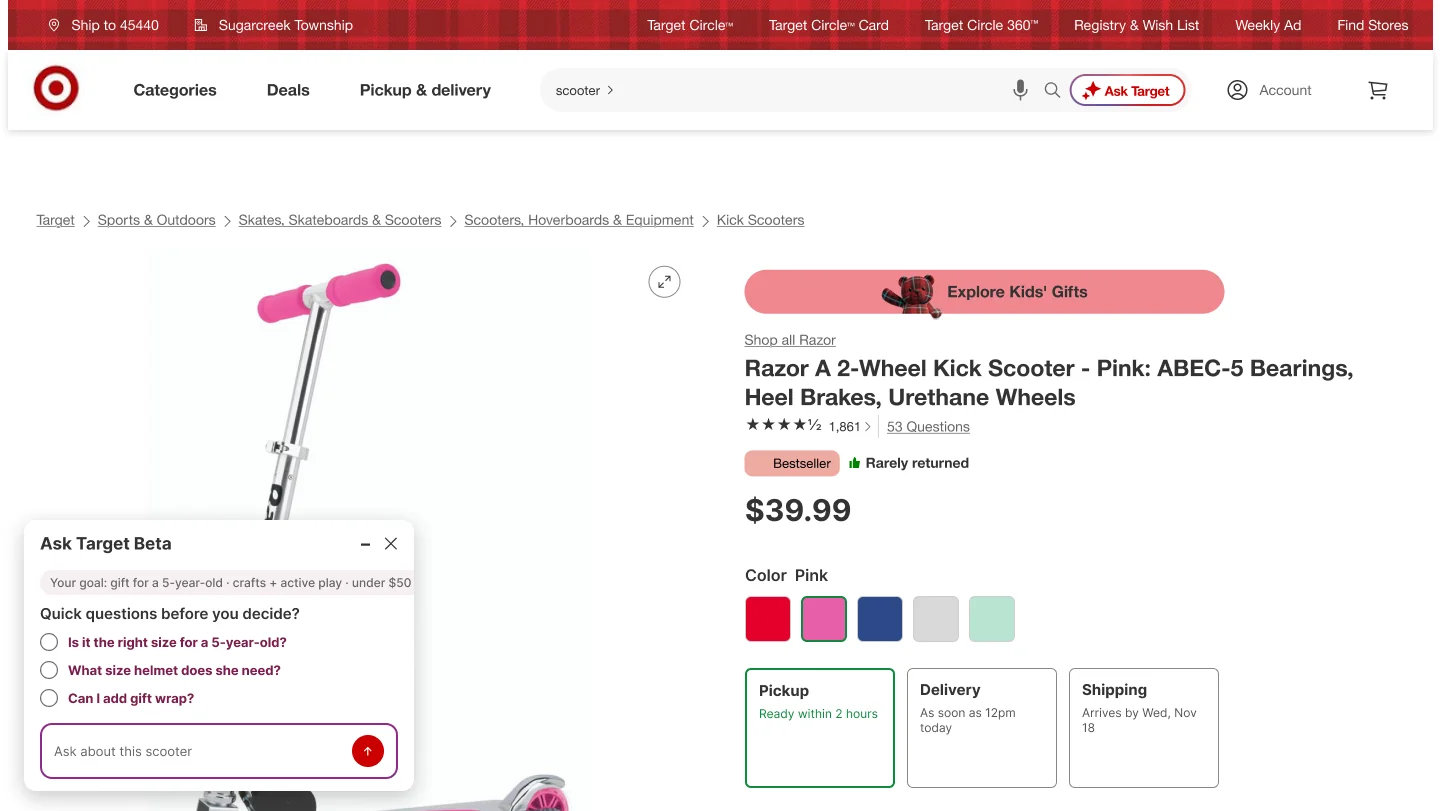 Ship to 45440
Sugarcreek Township
Target Circle™
Target Circle™ Card
Target Circle 360™
Registry & Wish List
Weekly Ad
Find Stores
Categories
Deals
Pickup & delivery
scooter
Ask Target
Account
Target
Sports & Outdoors
Skates, Skateboards & Scooters
Scooters, Hoverboards & Equipment
Kick Scooters
Explore Kids' Gifts
Shop all Razor
Razor A 2-Wheel Kick Scooter - Pink: ABEC-5 Bearings,
Heel Brakes, Urethane Wheels
★★★★½ 1,861
53 Questions
Bestseller
Rarely returned
$39.99
Color Pink
Pickup
Ready within 2 hours
Delivery
As soon as 12pm
today
Shipping
Arrives by Wed, Nov
18
Ask Target Beta
Your goal: gift for a 5-year-old · crafts + active play · under $50
Quick questions before you decide?
Is it the right size for a 5-year-old?
What size helmet does she need?
Can I add gift wrap?
Ask about this scooter